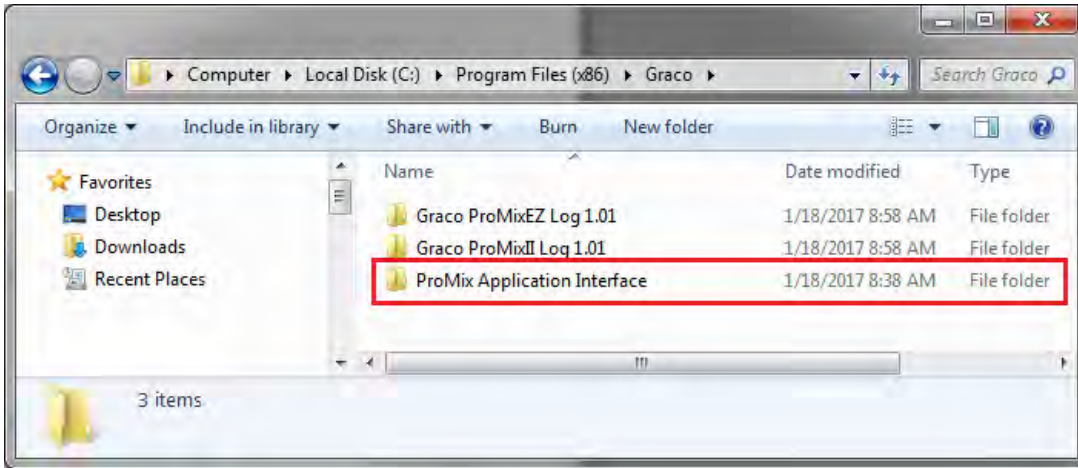 Computer Local Disk (C:) Program Files (x86) Graco Search Graco
Organize Include in library Share with Burn New folder
Favorites
Desktop
Downloads
Recent Places
Name Date modified Type
Graco ProMixEZ Log 1.01 1/18/2017 8:58 AM File folder
Graco ProMixII Log 1.01 1/18/2017 8:58 AM File folder
ProMix Application Interface 1/18/2017 8:38 AM File folder
3 items